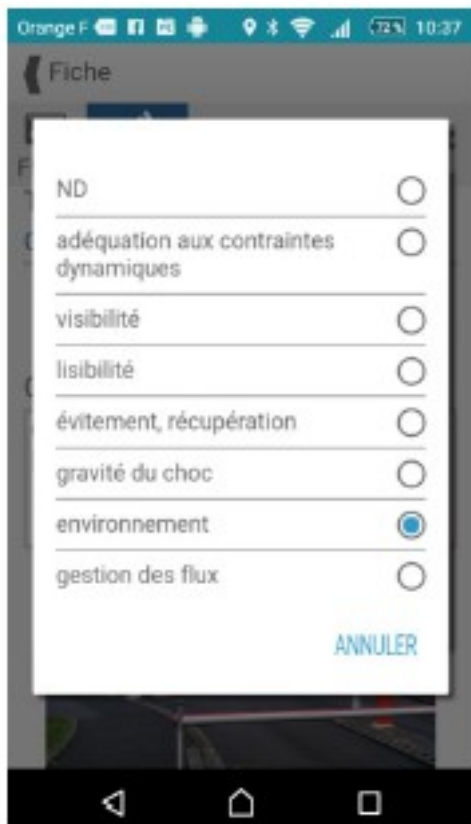 Orange F 72% 10:37
Fiche
F
ND
adéquation aux contraintes
dynamiques
visibilité
lisibilité
évitement, récupération
gravité du choc
environnement
gestion des flux
ANNULER